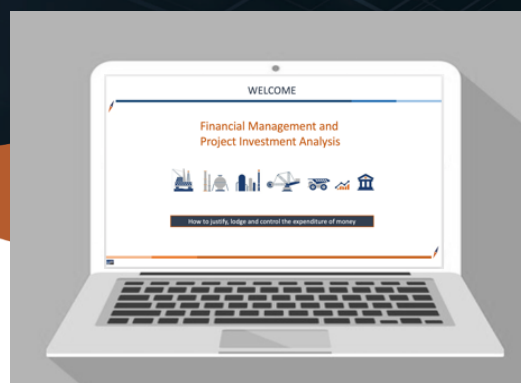 WELCOME
Financial Management and
Project Investment Analysis
How to justify, lodge and control the expenditure of money